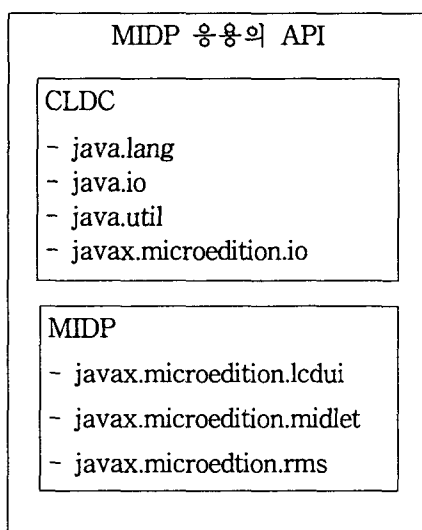 MIDP 응용의 API
CLDC
- java.lang
- java.io
- java.util
- javax.microedition.io
MIDP
- javax.microedition.lcdui
- javax.microedition.midlet
- javax.microedtion.rms